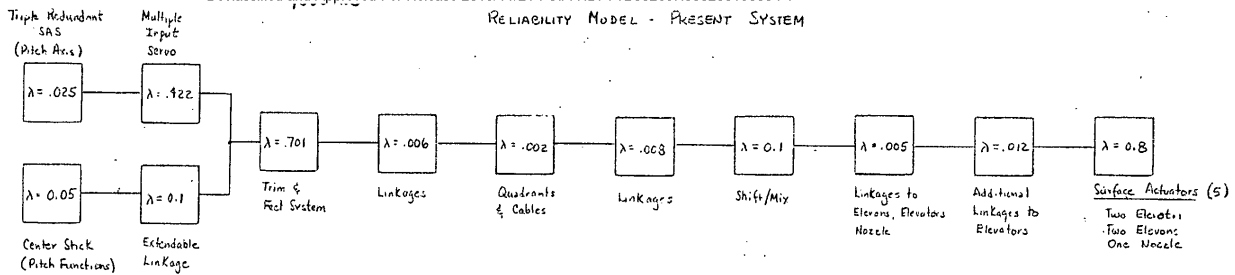 RELIABILITY MODEL - PRESENT SYSTEM
Triple Redundant
SAS
(Pitch Axis)
Multiple
Input
Servo
λ = .025
λ = .422
λ = 0.05
λ = 0.1
Center Stick
(Pitch Functions)
Extendable
Linkage
λ = .701
Trim &
Feel System
λ = .006
Linkages
λ = .002
Quadrants
& Cables
λ = .008
Linkages
λ = 0.1
Shift/Mix
λ = .005
Linkages to
Elevons, Elevators
Nozzle
λ = .012
Additional
Linkages to
Elevators
λ = 0.8
Surface Actuators (5)
Two Elevator
Two Elevons
One Nozzle